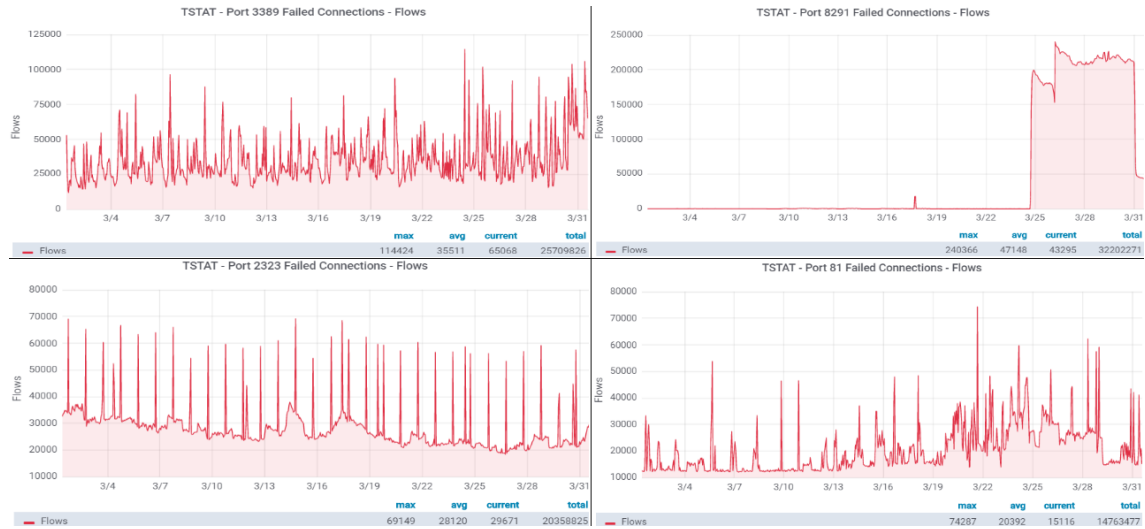 TSTAT - Port 3389 Failed Connections - Flows
125000
100000
75000
50000
25000
0
Flows
3/4 3/7 3/10 3/13 3/16 3/19 3/22 3/25 3/28 3/31
max avg current total
Flows 114424 35511 65068 25709826
TSTAT - Port 8291 Failed Connections - Flows
250000
200000
150000
100000
50000
0
Flows
3/4 3/7 3/10 3/13 3/16 3/19 3/22 3/25 3/28 3/31
max avg current total
Flows 240366 47148 43295 32202271
TSTAT - Port 2323 Failed Connections - Flows
80000
70000
60000
50000
40000
30000
20000
10000
Flows
3/4 3/7 3/10 3/13 3/16 3/19 3/22 3/25 3/28 3/31
max avg current total
Flows 69149 28120 29671 20358825
TSTAT - Port 81 Failed Connections - Flows
80000
70000
60000
50000
40000
30000
20000
10000
Flows
3/4 3/7 3/10 3/13 3/16 3/19 3/22 3/25 3/28 3/31
max avg current total
Flows 74287 20392 15116 14763477